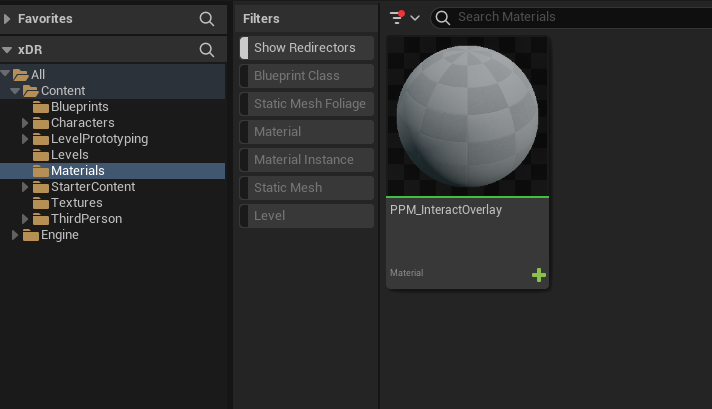 Favorites
xDR
All
Content
Blueprints
Characters
LevelPrototyping
Levels
Materials
StarterContent
Textures
ThirdPerson
Engine
Filters
Show Redirectors
Blueprint Class
Static Mesh Foliage
Material
Material Instance
Static Mesh
Level
Search Materials
PPM_InteractOverlay
Material